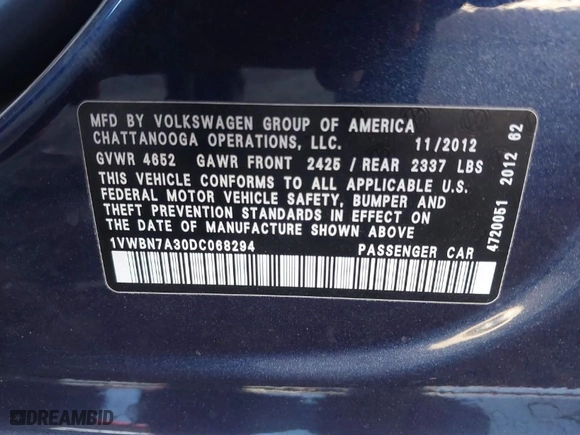 MFD BY VOLKSWAGEN GROUP OF AMERICA
CHATTANOOGA OPERATIONS, LLC. 11/2012
GVWR 4652 GAWR FRONT 2425 / REAR 2337 LBS
THIS VEHICLE CONFORMS TO ALL APPLICABLE U.S.
FEDERAL MOTOR VEHICLE SAFETY, BUMPER AND
THEFT PREVENTION STANDARDS IN EFFECT ON
THE DATE OF MANUFACTURE SHOWN ABOVE
1VWBN7A30DC068294 PASSENGER CAR
4720051 2012 62
DREAMBID